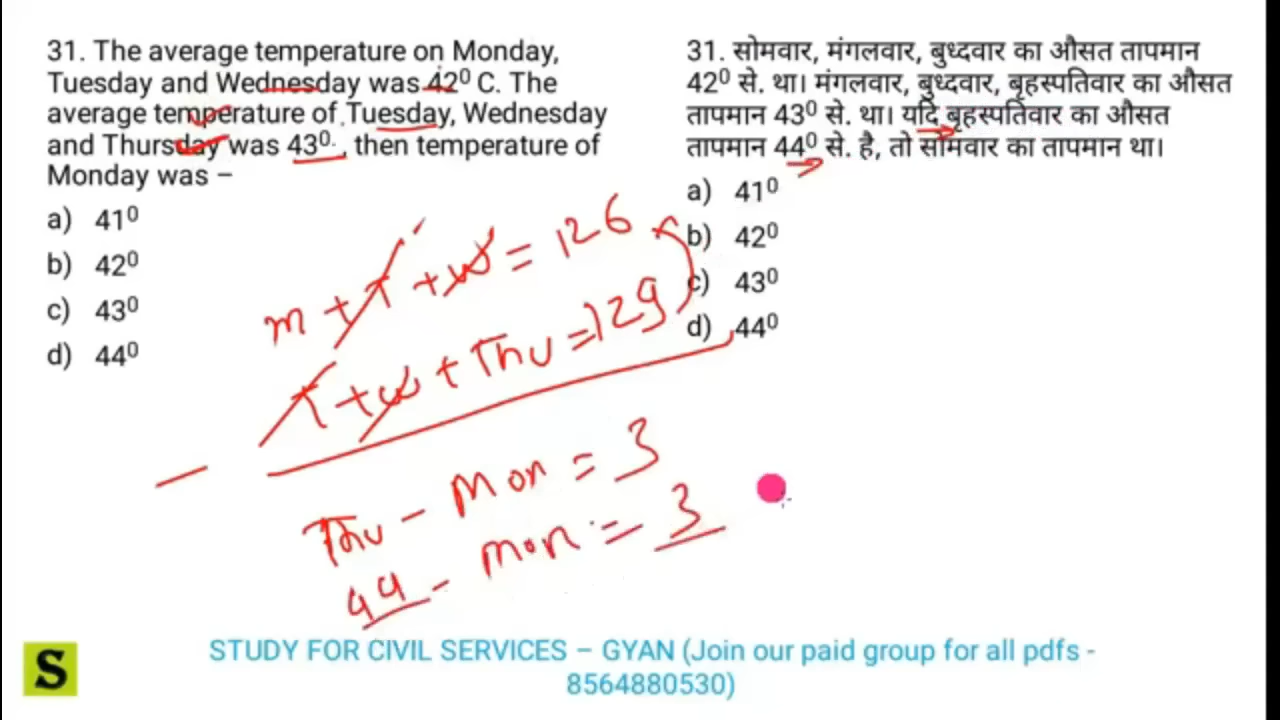 31. The average temperature on Monday,
Tuesday and Wednesday was 42⁰ C. The
average temperature of Tuesday, Wednesday
and Thursday was 43⁰ , then temperature of
Monday was –
a) 41⁰
b) 42⁰
c) 43⁰
d) 44⁰
31. सोमवार, मंगलवार, बुध्दवार का औसत तापमान
42⁰ से. था। मंगलवार, बुध्दवार, बृहस्पतिवार का औसत
तापमान 43⁰ से. था। यदि बृहस्पतिवार का औसत
तापमान 44⁰ से. है, तो सोमवार का तापमान था।
a) 41⁰
b) 42⁰
c) 43⁰
d) 44⁰
m + T + w = 126
T + w + Thu = 129
Thu - Mon = 3
44 - mon = 3
S
STUDY FOR CIVIL SERVICES – GYAN (Join our paid group for all pdfs -
8564880530)